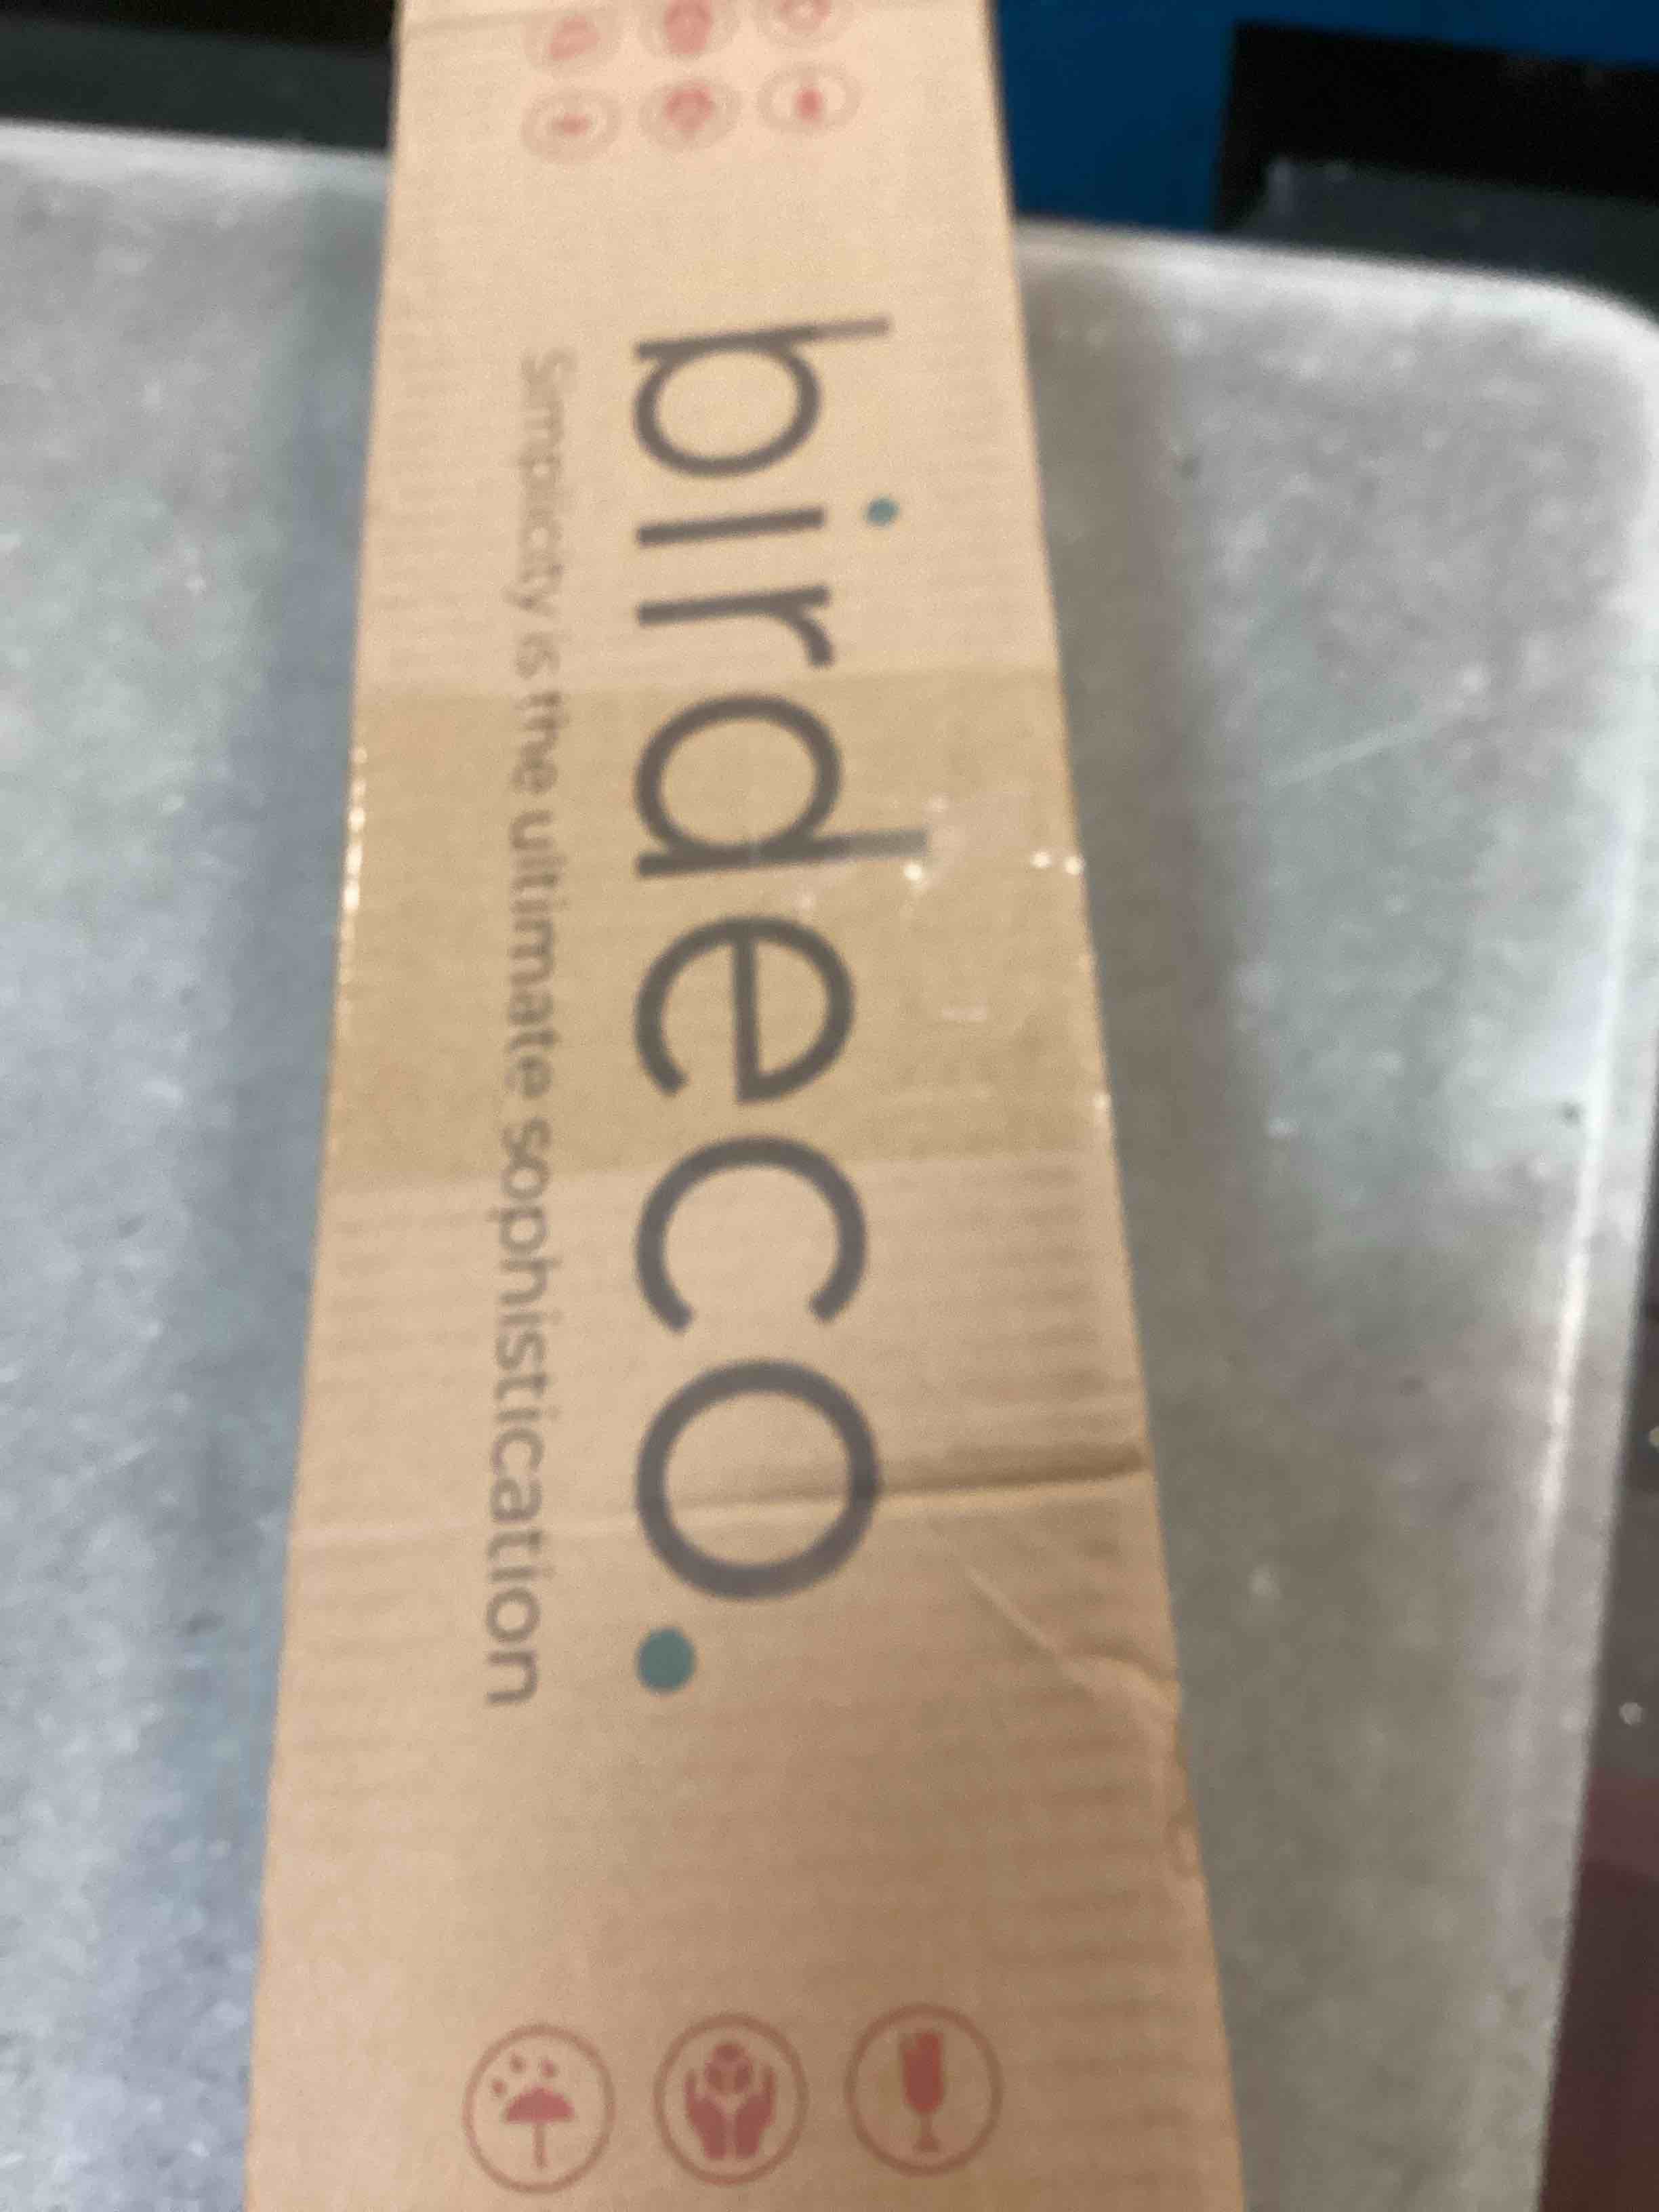 birdeco.
Simplicity is the ultimate sophistication